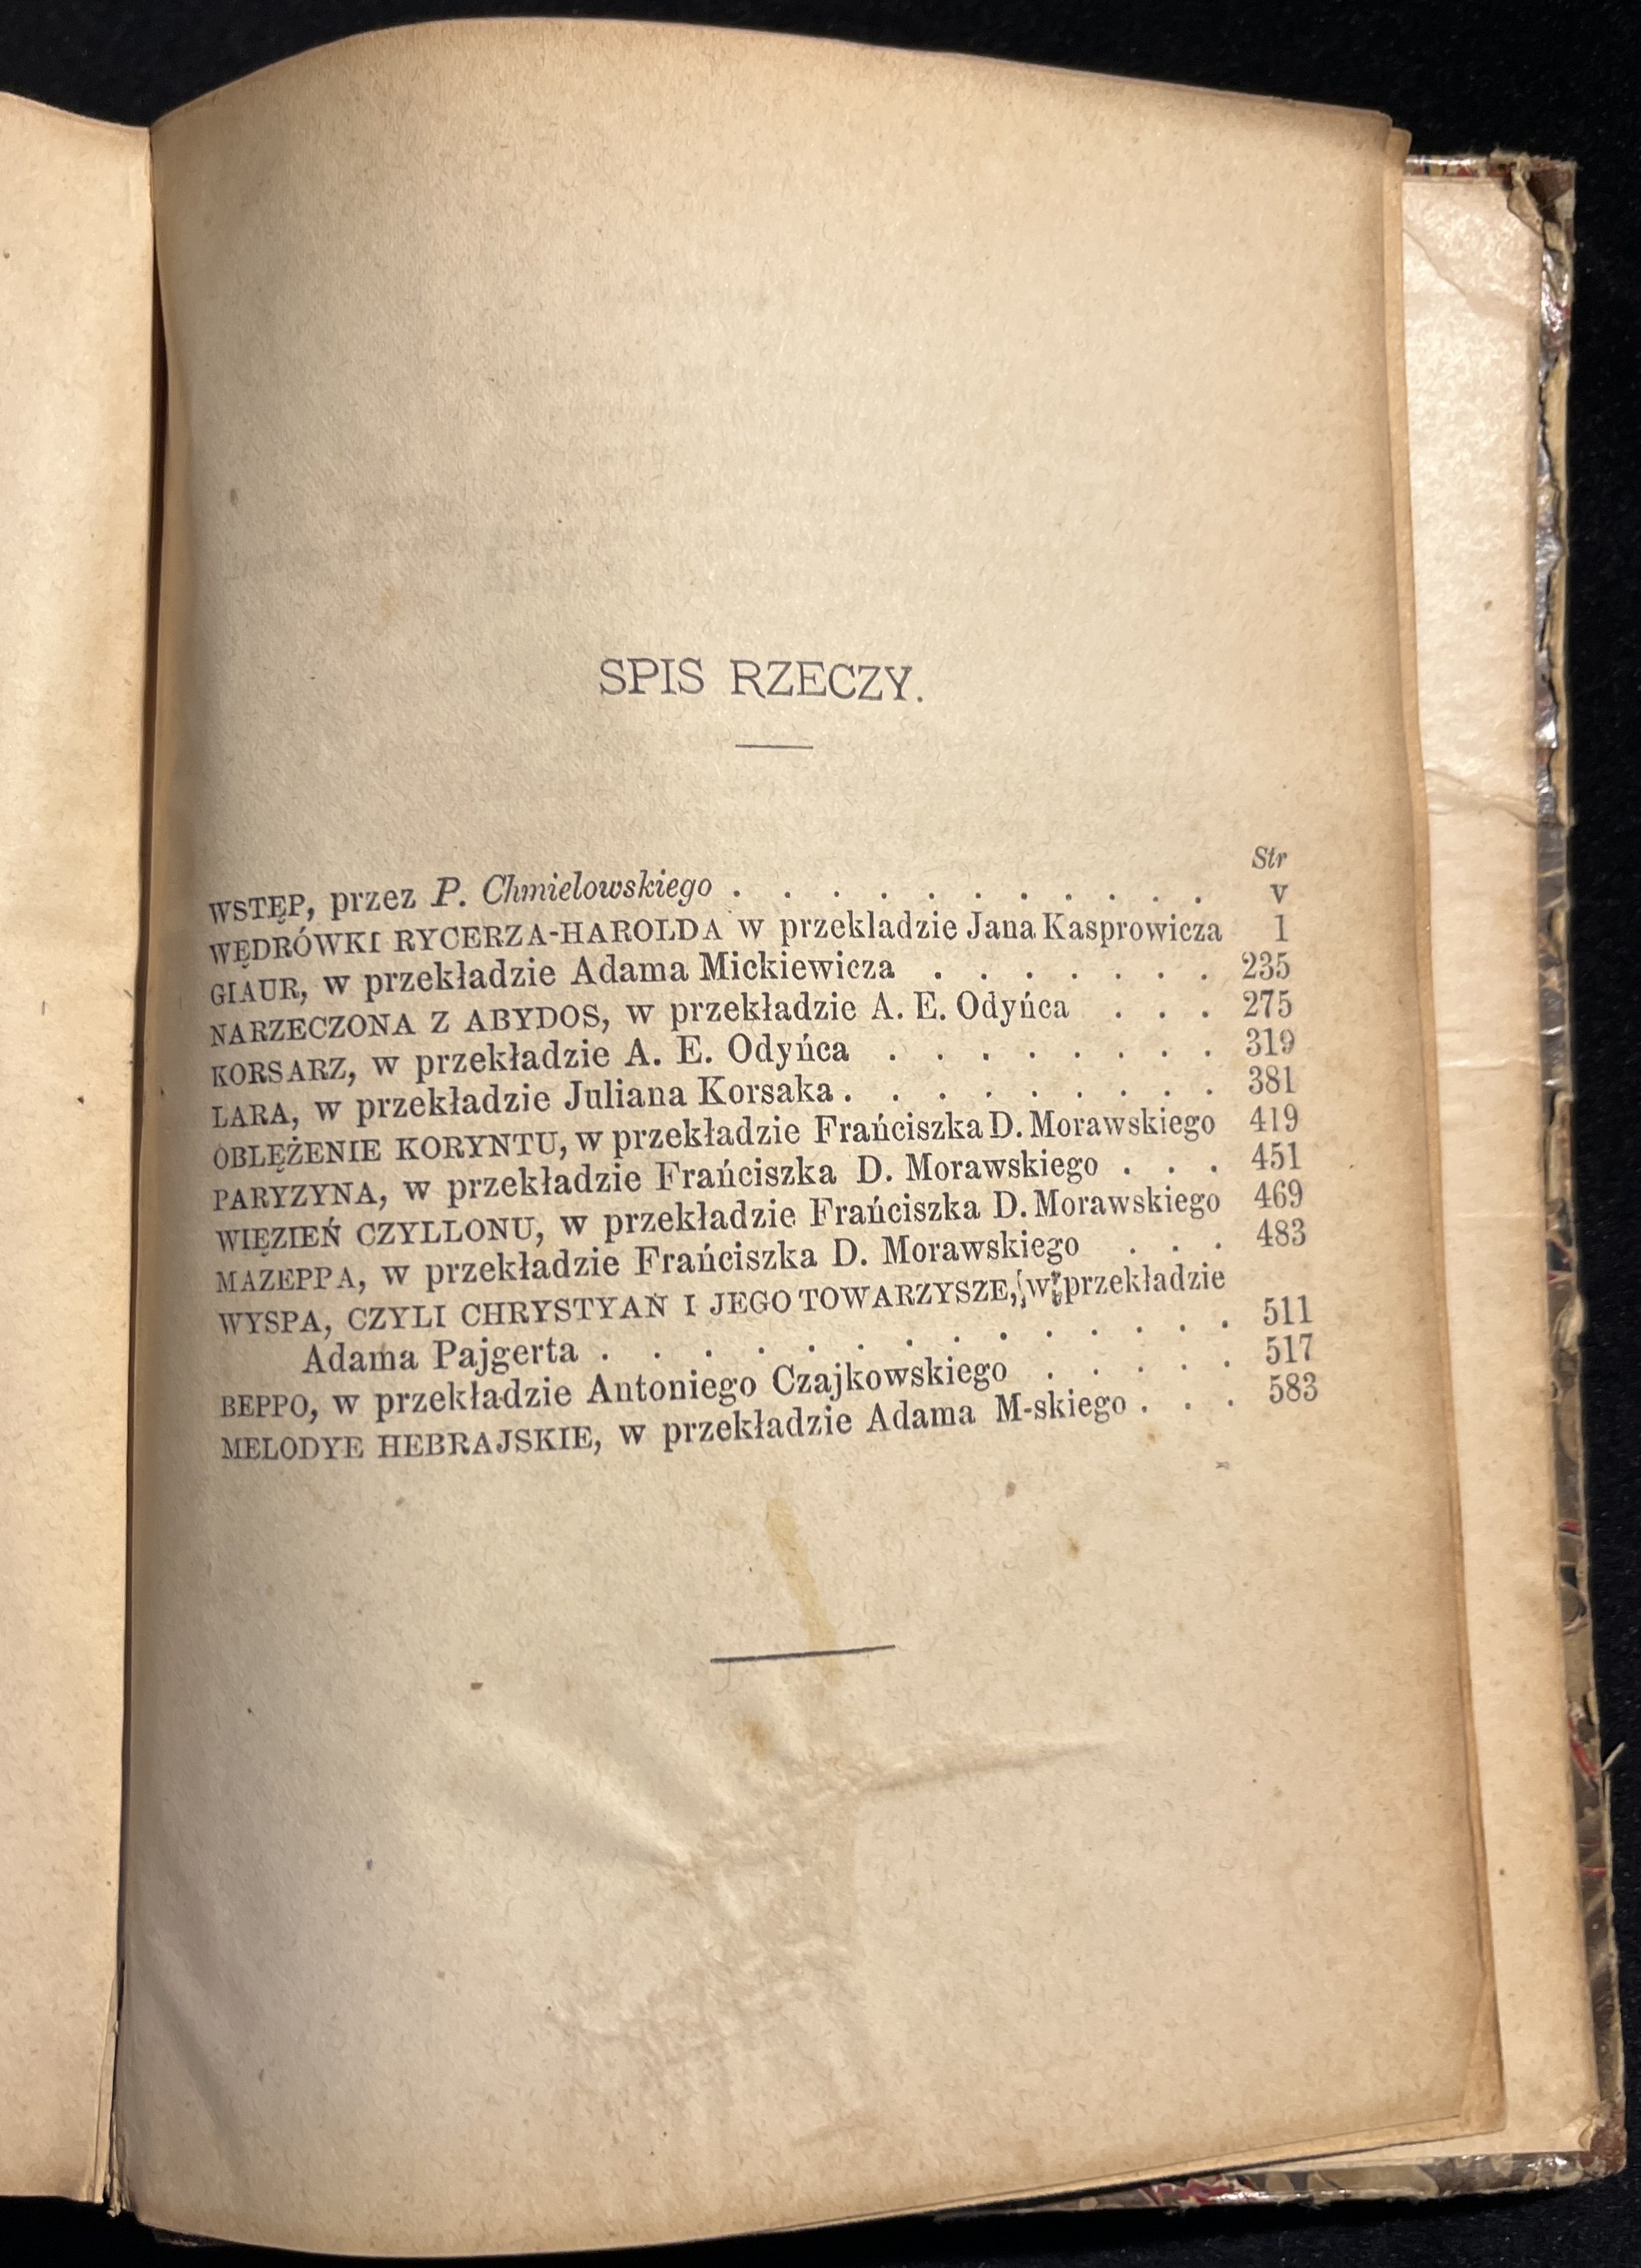 SPIS RZECZY.
Str
WSTĘP, przez P. Chmielowskiego . . . . . . . . . . v
WĘDRÓWKI RYCERZA-HAROLDA w przekładzie Jana Kasprowicza 1
GIAUR, w przekładzie Adama Mickiewicza . . . . . . 235
NARZECZONA Z ABYDOS, w przekładzie A. E. Odyńca . . . 275
KORSARZ, w przekładzie A. E. Odyńca . . . . . . . 319
LARA, w przekładzie Juliana Korsaka . . . . . . . . 381
OBLĘŻENIE KORYNTU, w przekładzie Frańciszka D. Morawskiego 419
PARYZYNA, w przekładzie Frańciszka D. Morawskiego . . . 451
WIĘZIEŃ CZYLLONU, w przekładzie Frańciszka D. Morawskiego 469
MAZEPPA, w przekładzie Frańciszka D. Morawskiego . . . 483
WYSPA, CZYLI CHRYSTYAN I JEGO TOWARZYSZE, w przekładzie
Adama Pajgerta . . . . . . . . . . . . . 511
BEPPO, w przekładzie Antoniego Czajkowskiego . . . . . 517
MELODYE HEBRAJSKIE, w przekładzie Adama M-skiego . . . 583